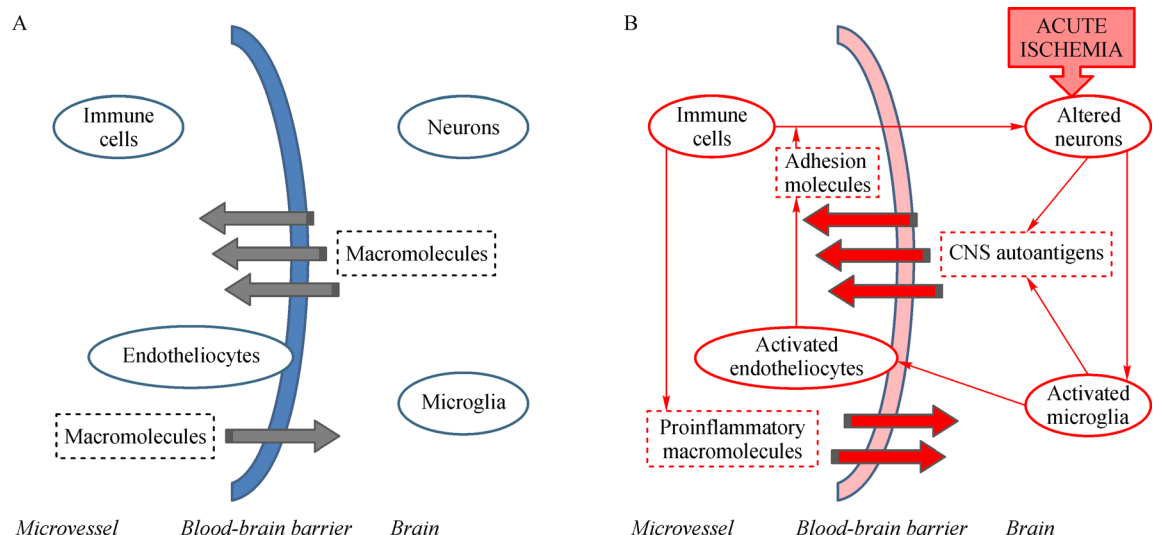 A
Immune
cells
Neurons
Macromolecules
Endotheliocytes
Microglia
Macromolecules
Microvessel
Blood-brain barrier
Brain
B
ACUTE
ISCHEMIA
Immune
cells
Altered
neurons
Adhesion
molecules
CNS autoantigens
Activated
endotheliocytes
Activated
microglia
Proinflammatory
macromolecules
Microvessel
Blood-brain barrier
Brain